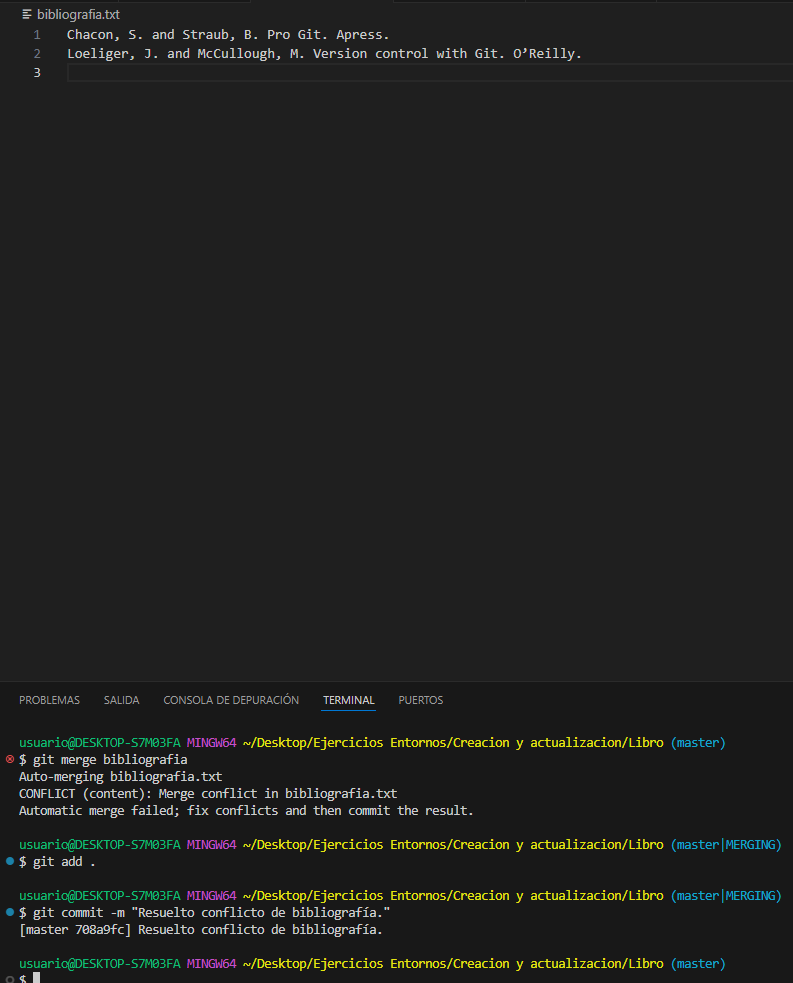 bibliografia.txt
1 Chacon, S. and Straub, B. Pro Git. Apress.
2 Loeliger, J. and McCullough, M. Version control with Git. O’Reilly.
3
PROBLEMAS SALIDA CONSOLA DE DEPURACIÓN TERMINAL PUERTOS
usuario@DESKTOP-S7M03FA MINGW64 ~/Desktop/Ejercicios Entornos/Creacion y actualizacion/Libro (master)
$ git merge bibliografia
Auto-merging bibliografia.txt
CONFLICT (content): Merge conflict in bibliografia.txt
Automatic merge failed; fix conflicts and then commit the result.
usuario@DESKTOP-S7M03FA MINGW64 ~/Desktop/Ejercicios Entornos/Creacion y actualizacion/Libro (master|MERGING)
$ git add .
usuario@DESKTOP-S7M03FA MINGW64 ~/Desktop/Ejercicios Entornos/Creacion y actualizacion/Libro (master|MERGING)
$ git commit -m "Resuelto conflicto de bibliografía."
[master 708a9fc] Resuelto conflicto de bibliografía.
usuario@DESKTOP-S7M03FA MINGW64 ~/Desktop/Ejercicios Entornos/Creacion y actualizacion/Libro (master)
$